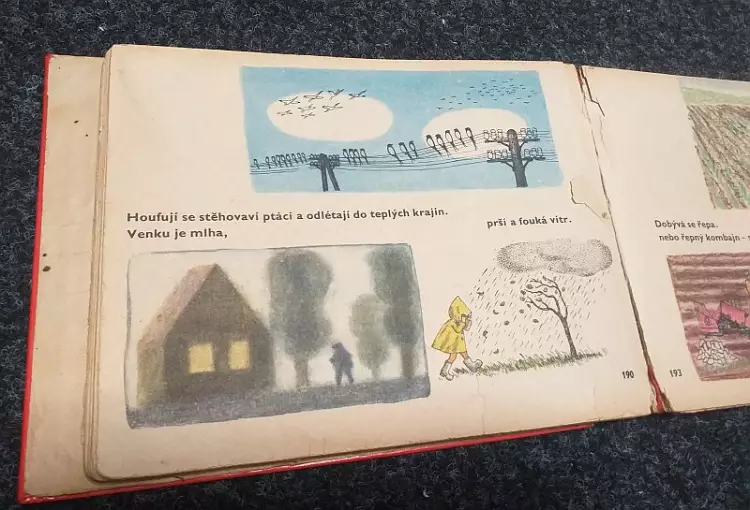 Houfují se stěhovaví ptáci a odlétají do teplých krajin.
Venku je mlha,
prší a fouká vítr.
190
Dobývá se řepa.
nebo řepný kombajn -
193